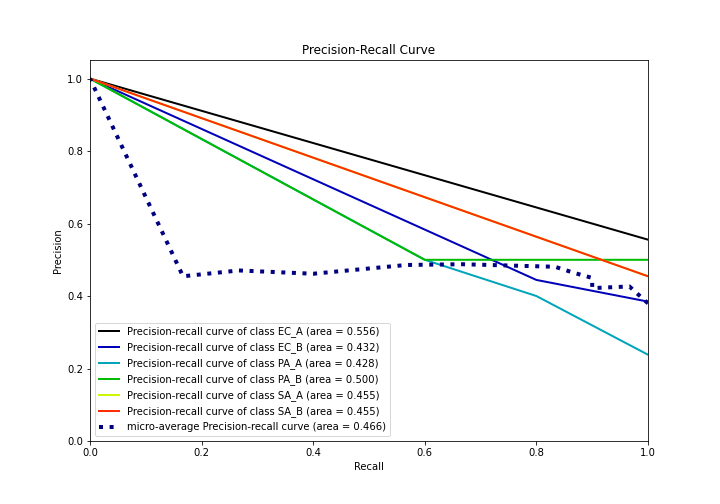 Precision-Recall Curve
1.0
0.8
0.6
0.4
0.2
0.0
Precision
Precision-recall curve of class EC_A (area = 0.556)
Precision-recall curve of class EC_B (area = 0.432)
Precision-recall curve of class PA_A (area = 0.428)
Precision-recall curve of class PA_B (area = 0.500)
Precision-recall curve of class SA_A (area = 0.455)
Precision-recall curve of class SA_B (area = 0.455)
micro-average Precision-recall curve (area = 0.466)
0.0 0.2 0.4 0.6 0.8 1.0
Recall